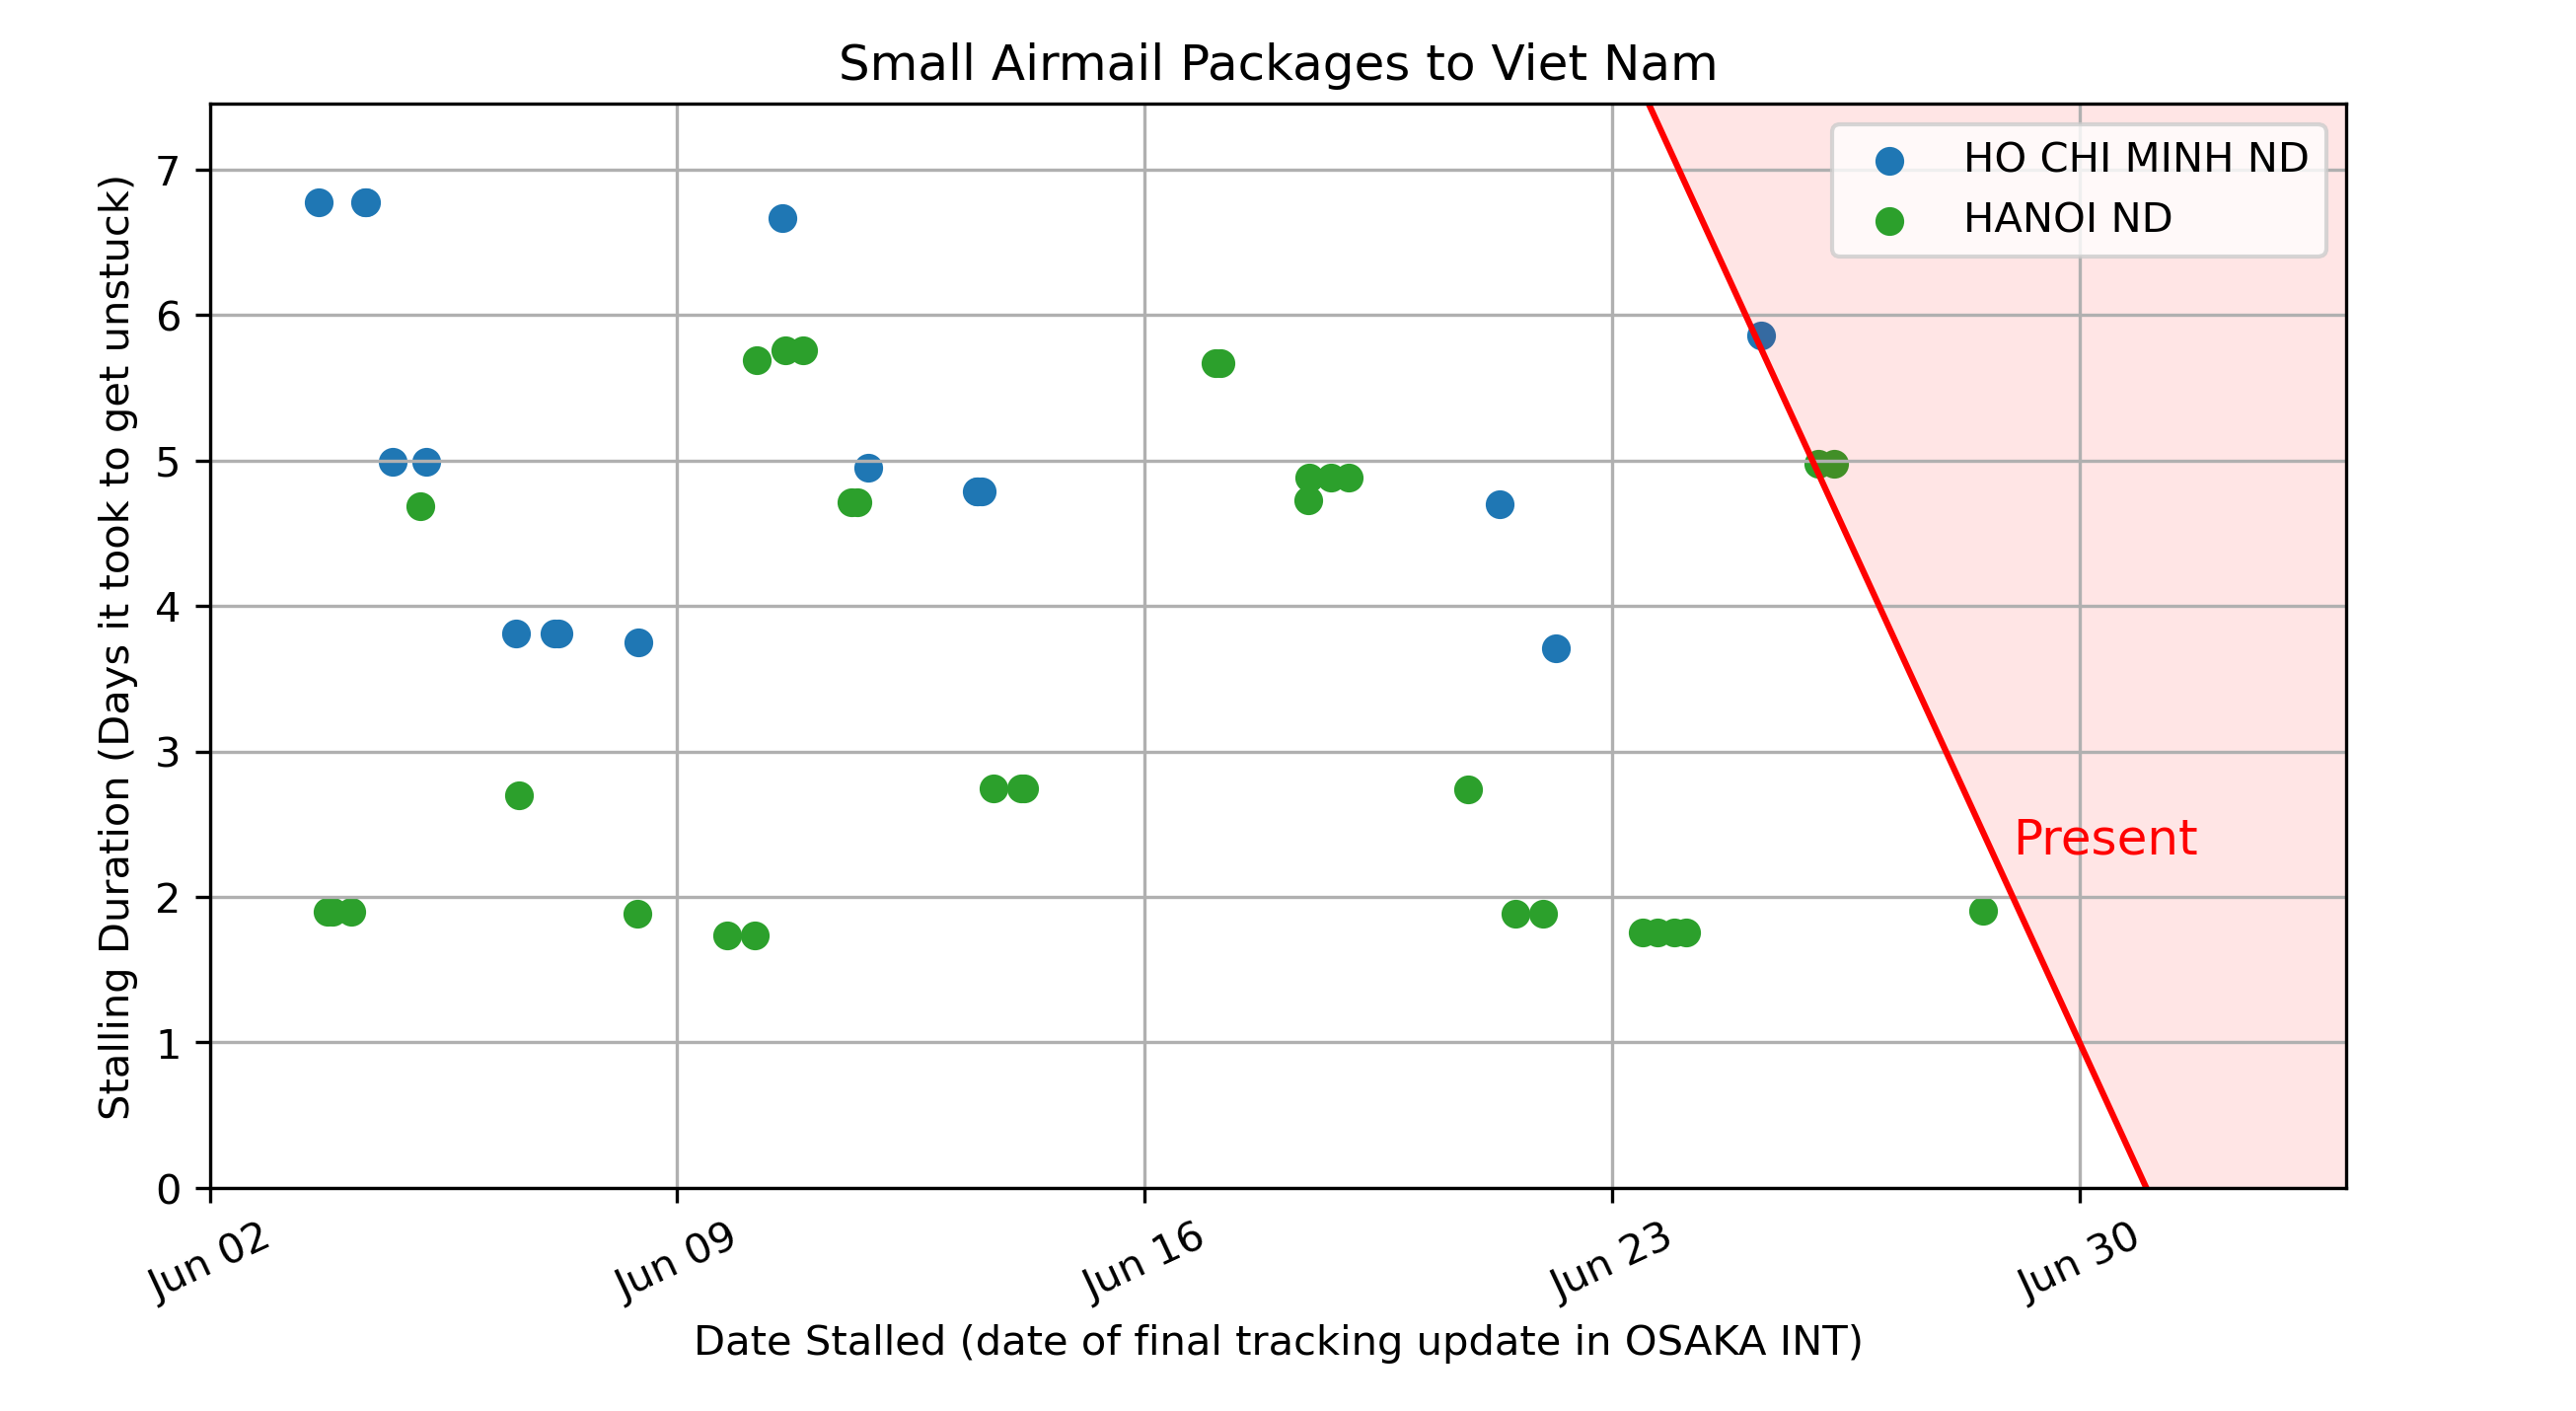 Small Airmail Packages to Viet Nam
Stalling Duration (Days it took to get unstuck)
7
6
5
4
3
2
1
0
HO CHI MINH ND
HANOI ND
Present
Jun 02
Jun 09
Jun 16
Jun 23
Jun 30
Date Stalled (date of final tracking update in OSAKA INT)